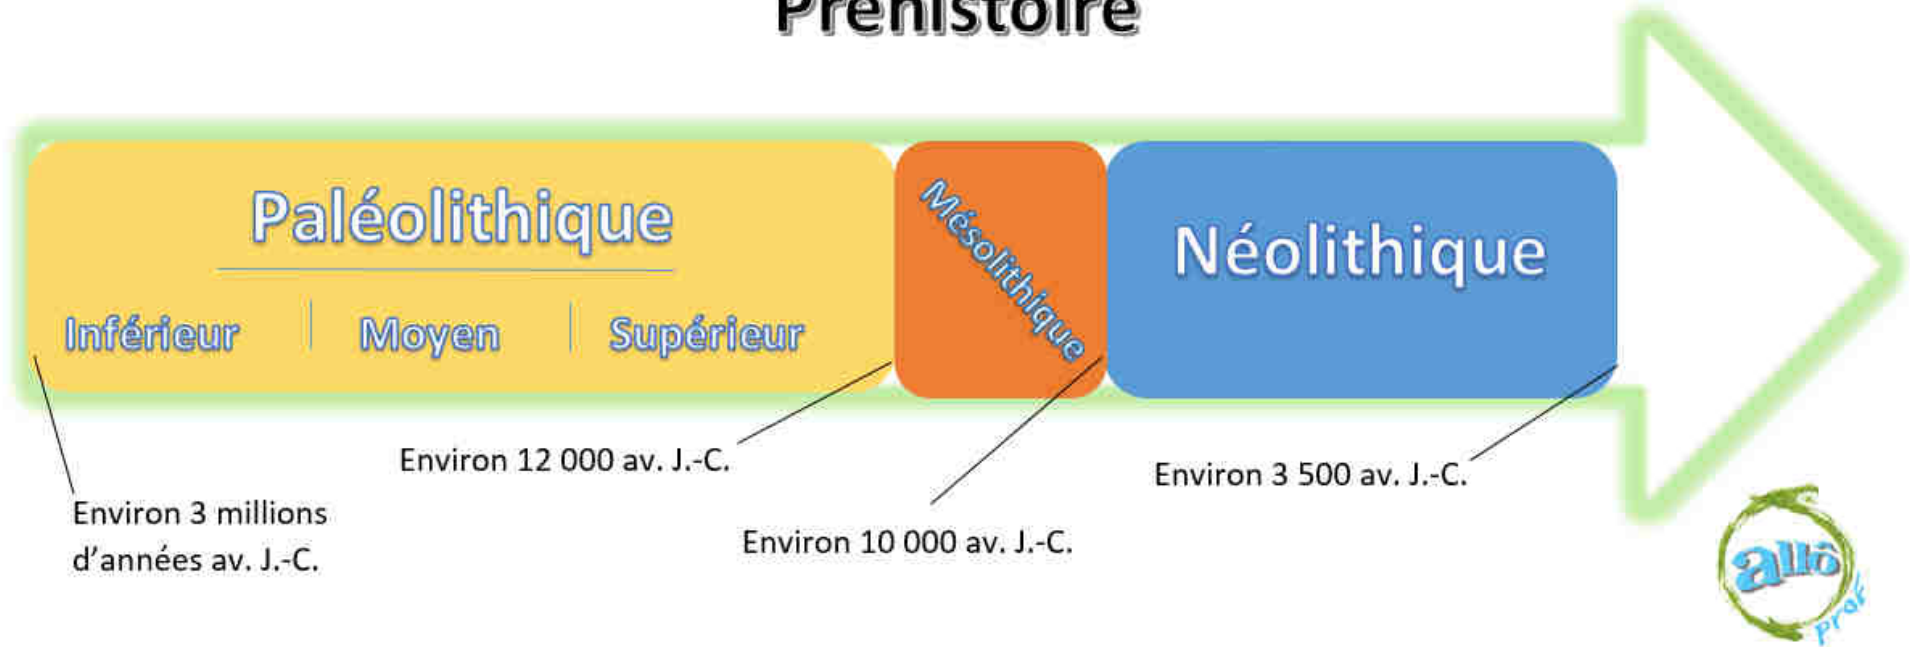 Préhistoire
Paléolithique
Inférieur
Moyen
Supérieur
Mésolithique
Néolithique
Environ 3 millions
d’années av. J.-C.
Environ 12 000 av. J.-C.
Environ 10 000 av. J.-C.
Environ 3 500 av. J.-C.
allô
prof